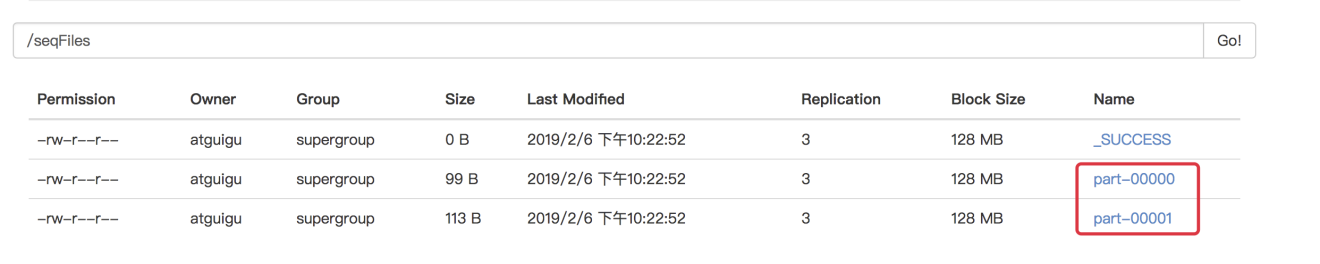 /seqFiles Go!
Permission Owner Group Size Last Modified Replication Block Size Name
-rw-r--r-- atguigu supergroup 0 B 2019/2/6 下午10:22:52 3 128 MB _SUCCESS
-rw-r--r-- atguigu supergroup 99 B 2019/2/6 下午10:22:52 3 128 MB part-00000
-rw-r--r-- atguigu supergroup 113 B 2019/2/6 下午10:22:52 3 128 MB part-00001